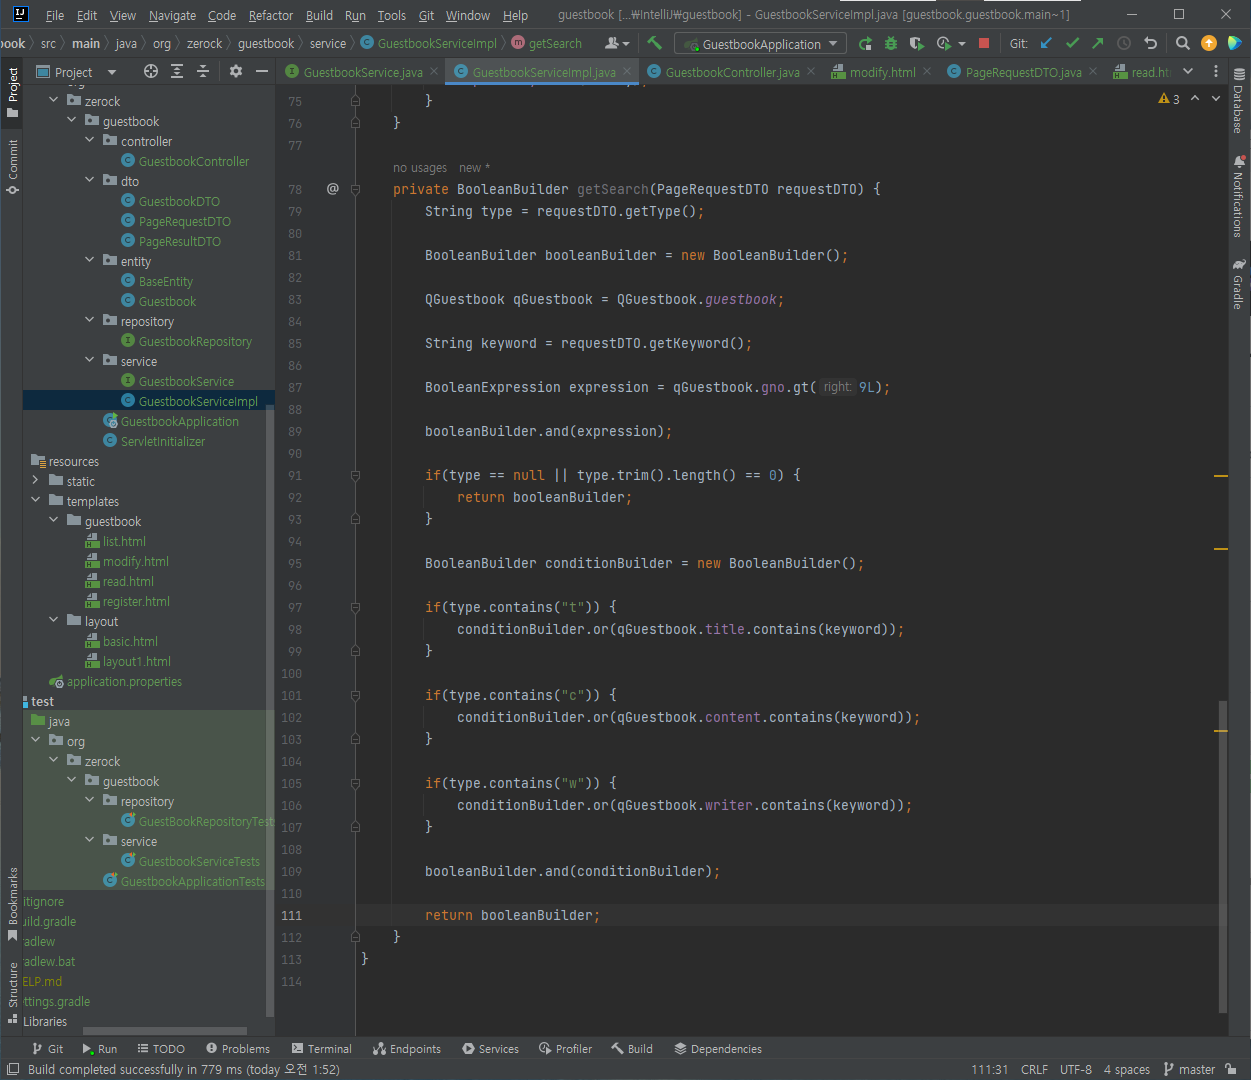 File Edit View Navigate Code Refactor Build Run Tools Git Window Help guestbook [...₩IntelliJ₩guestbook] - GuestbookServiceImpl.java [guestbook.guestbook.main~1]
book src main java org zerock guestbook service GuestbookServiceImpl getSearch GuestbookApplication Git:
Project GuestbookService.java GuestbookServiceImpl.java GuestbookController.java modify.html PageRequestDTO.java read.ht
Project
Commit
Bookmarks
Structure
org
zerock
guestbook
controller
GuestbookController
dto
GuestbookDTO
PageRequestDTO
PageResultDTO
entity
BaseEntity
Guestbook
repository
GuestbookRepository
service
GuestbookService
GuestbookServiceImpl
GuestbookApplication
ServletInitializer
resources
static
templates
guestbook
list.html
modify.html
read.html
register.html
layout
basic.html
layout1.html
application.properties
test
java
org
zerock
guestbook
repository
GuestBookRepositoryTests
service
GuestbookServiceTests
GuestbookApplicationTests
itignore
uild.gradle
radlew
radlew.bat
ELP.md
ettings.gradle
Libraries
3
75 }
76 }
77
no usages new *
78 @ private BooleanBuilder getSearch(PageRequestDTO requestDTO) {
79 String type = requestDTO.getType();
80
81 BooleanBuilder booleanBuilder = new BooleanBuilder();
82
83 QGuestbook qGuestbook = QGuestbook.guestbook;
84
85 String keyword = requestDTO.getKeyword();
86
87 BooleanExpression expression = qGuestbook.gno.gt( right: 9L);
88
89 booleanBuilder.and(expression);
90
91 if(type == null || type.trim().length() == 0) {
92 return booleanBuilder;
93 }
94
95 BooleanBuilder conditionBuilder = new BooleanBuilder();
96
97 if(type.contains("t")) {
98 conditionBuilder.or(qGuestbook.title.contains(keyword));
99 }
100
101 if(type.contains("c")) {
102 conditionBuilder.or(qGuestbook.content.contains(keyword));
103 }
104
105 if(type.contains("w")) {
106 conditionBuilder.or(qGuestbook.writer.contains(keyword));
107 }
108
109 booleanBuilder.and(conditionBuilder);
110
111 return booleanBuilder;
112 }
113 }
114
Database
Notifications
Gradle
Git Run TODO Problems Terminal Endpoints Services Profiler Build Dependencies
Build completed successfully in 779 ms (today 오전 1:52) 111:31 CRLF UTF-8 4 spaces master